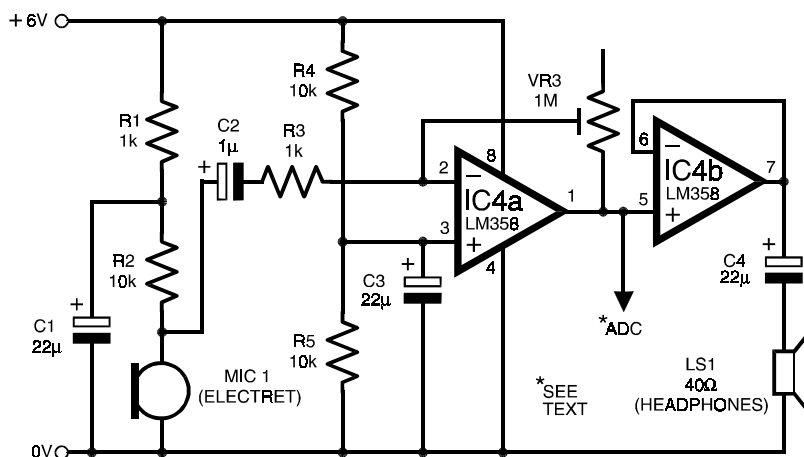 +6V
R1
1k
R2
10k
C1
22µ
+
MIC 1
(ELECTRET)
C2
1µ
+
R3
1k
R4
10k
R5
10k
C3
22µ
+
2
3
8
4
1
−
+
IC4a
LM358
VR3
1M
*ADC
*SEE
TEXT
6
5
7
−
+
IC4b
LM358
C4
22µ
+
LS1
40Ω
(HEADPHONES)
0V